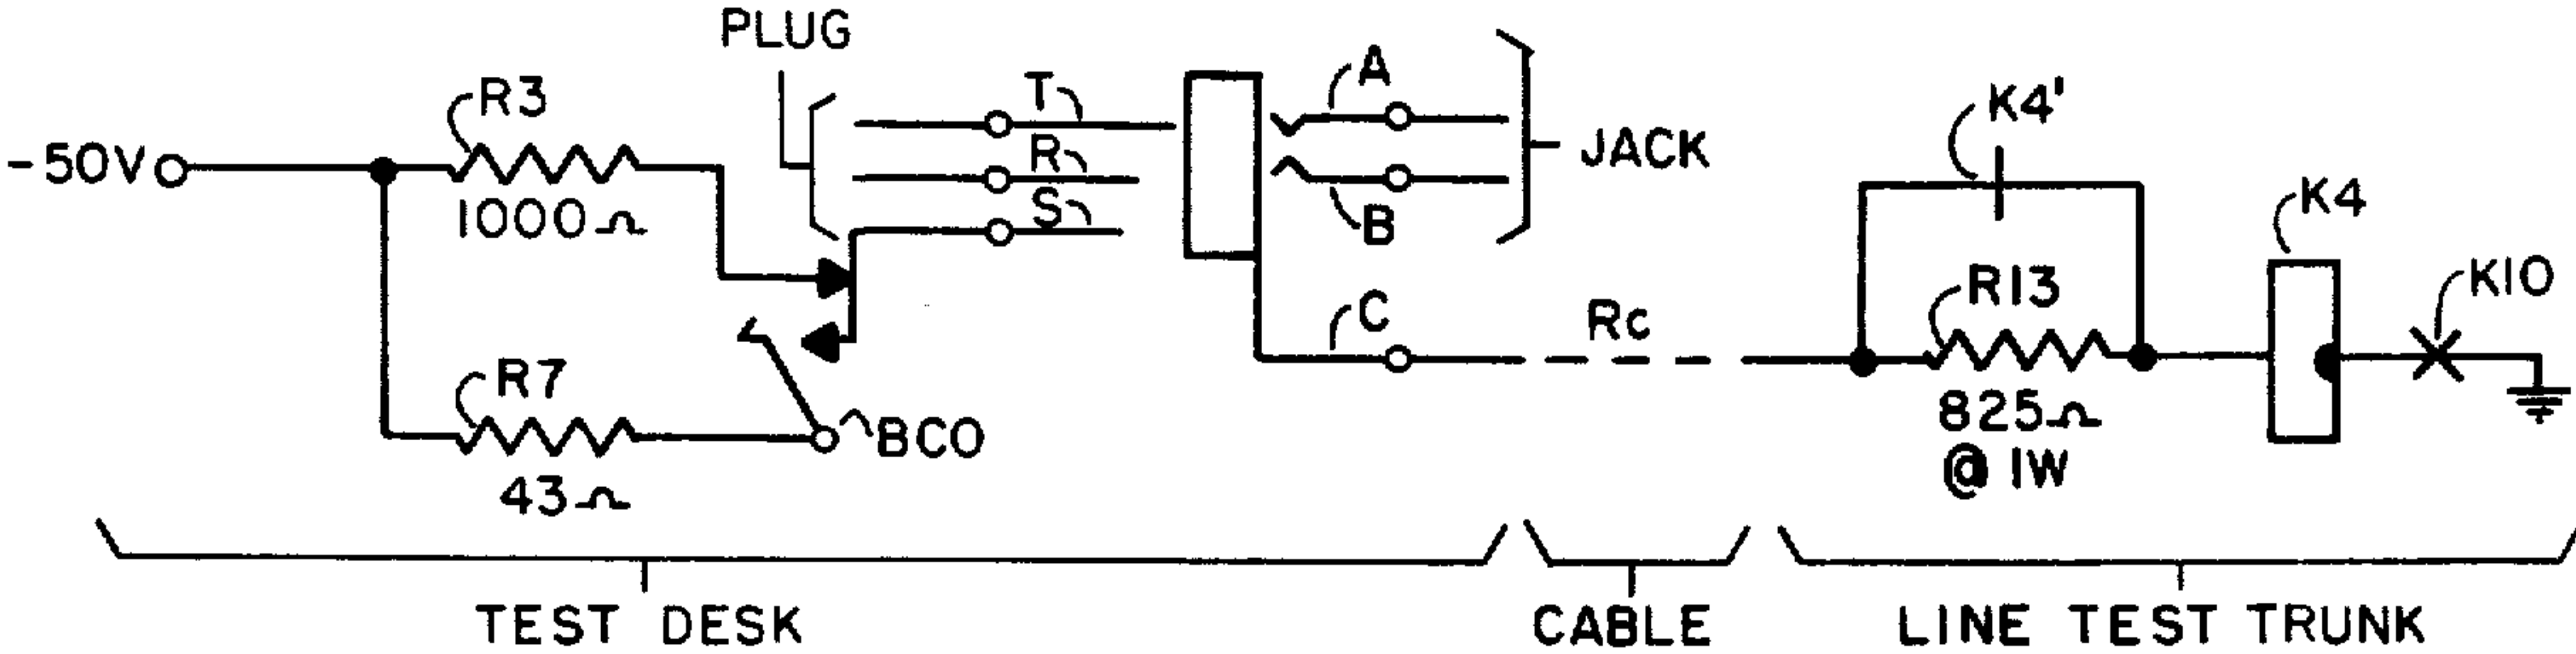 PLUG
-50V
R3
1000Ω
T
R
S
A
B
JACK
C
Rc
K4'
R13
825Ω
@ 1W
K4
K10
R7
43Ω
BCO
TEST DESK
CABLE
LINE TEST TRUNK